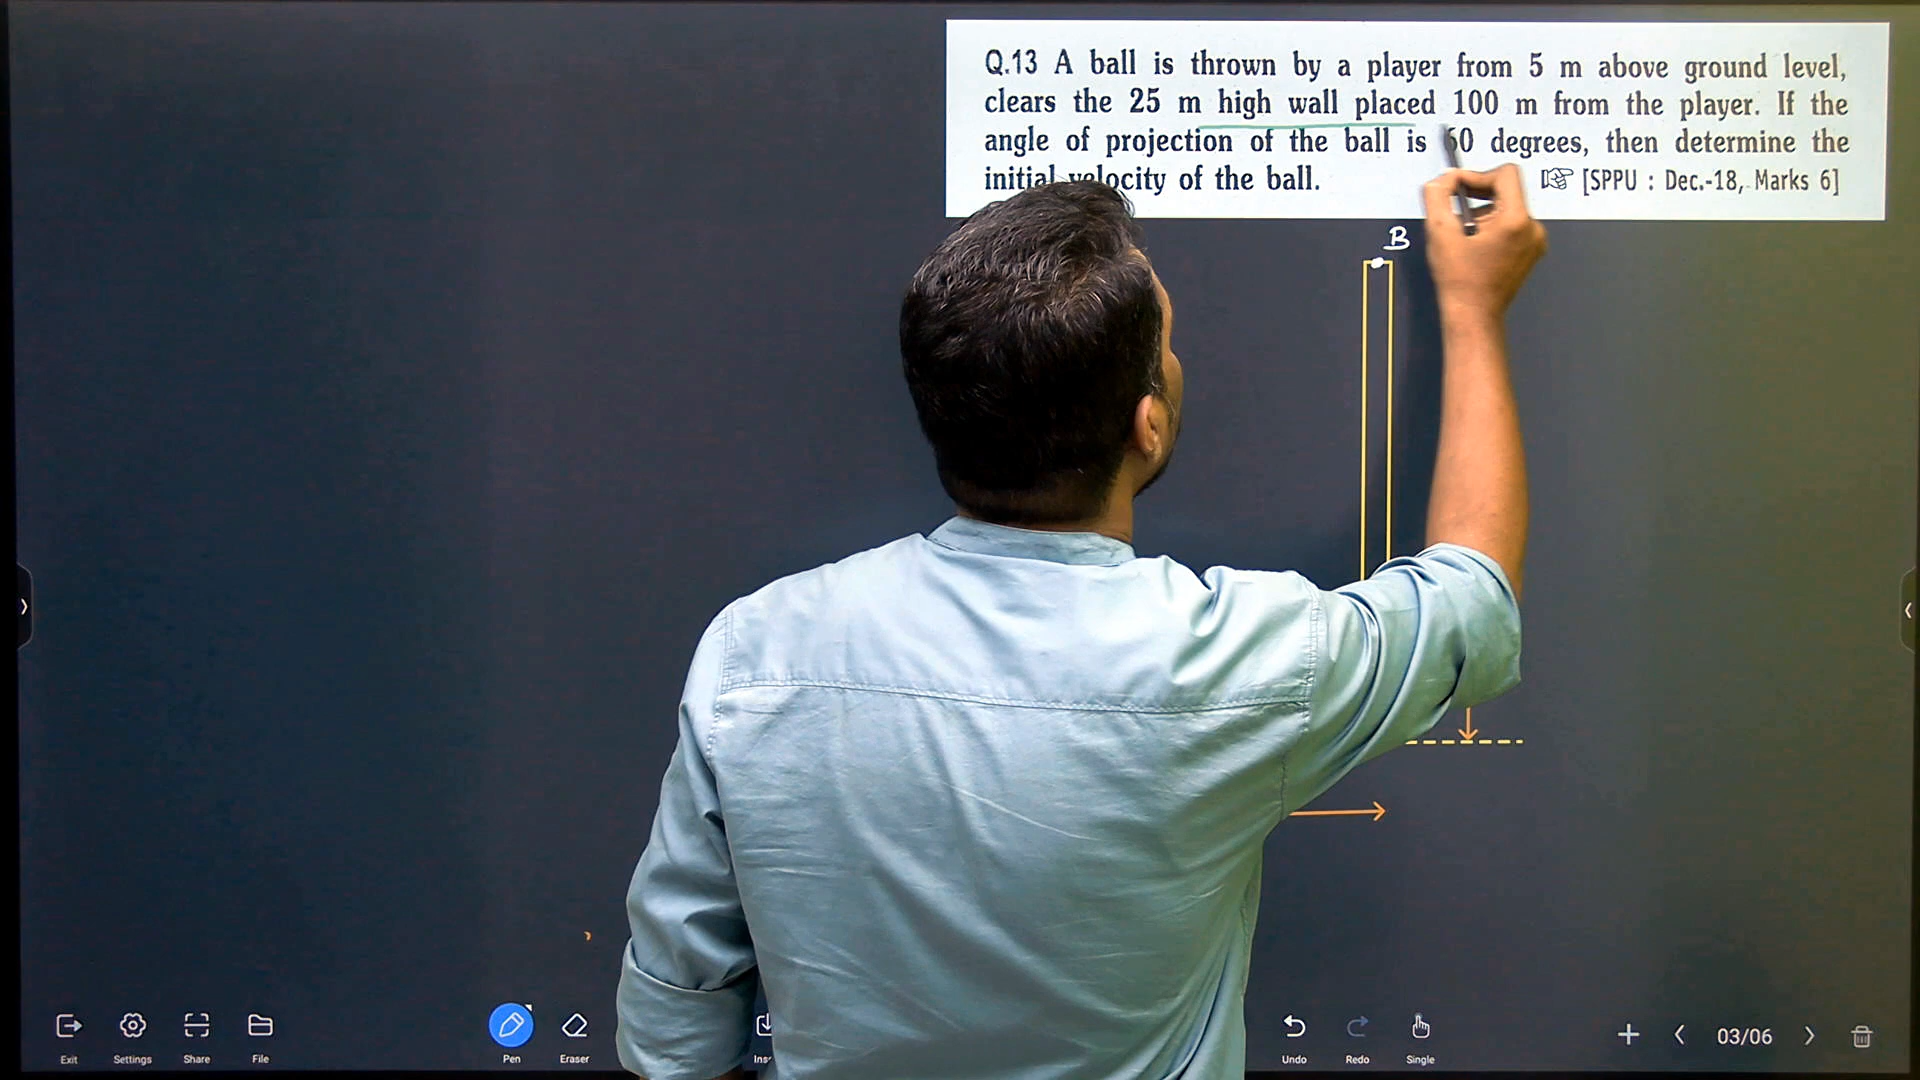 Q.13 A ball is thrown by a player from 5 m above ground level,
clears the 25 m high wall placed 100 m from the player. If the
angle of projection of the ball is 60 degrees, then determine the
initial velocity of the ball. [SPPU : Dec.-18, Marks 6]
B
Exit Settings Share File Pen Eraser Undo Redo Single 03/06